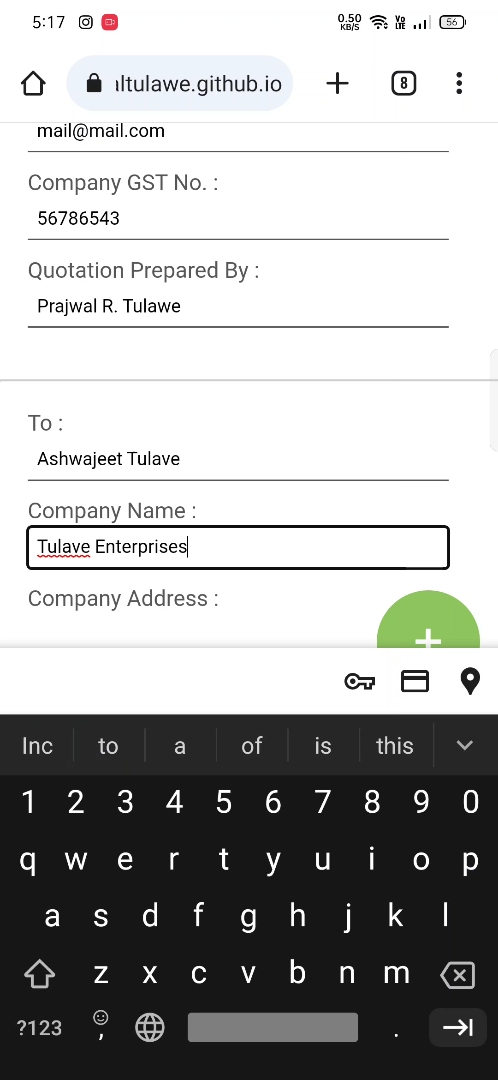 5:17 0.50 KB/S Vo LTE 56
ıltulawe.github.io + 8
mail@mail.com
Company GST No. :
56786543
Quotation Prepared By :
Prajwal R. Tulawe
To :
Ashwajeet Tulave
Company Name :
Tulave Enterprises
Company Address :
+
Inc to a of is this
1 2 3 4 5 6 7 8 9 0
q w e r t y u i o p
a s d f g h j k l
z x c v b n m
?123 , .